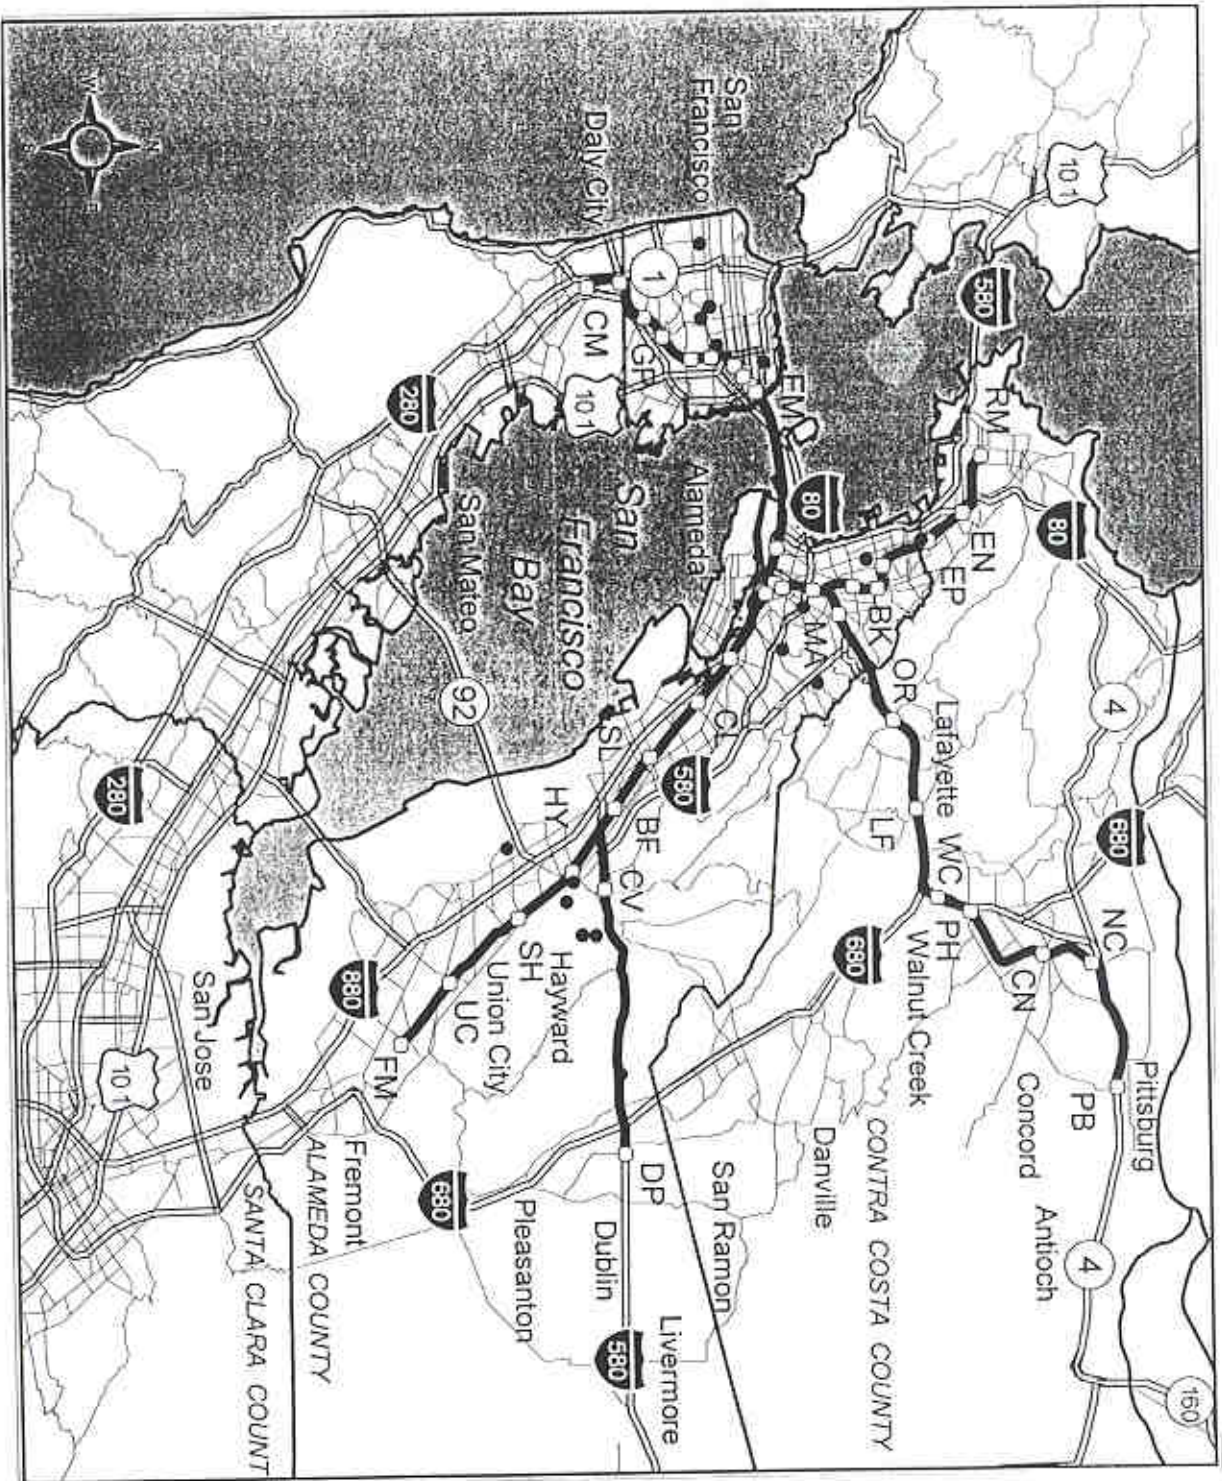 101
160
4
4
80
580
680
Pittsburg
Antioch
NC
PB
RM
EN
EP
Concord
CN
PH
WC
Lafayette
LF
OR
BK
Walnut Creek
680
CONTRA COSTA COUNTY
Danville
80
EM
MA
San
Francisco
Alameda
CL
580
San Ramon
Livermore
DP
Dublin
580
1
Daly City
CM
GP
101
San
Francisco
Bay
SL
BF
CV
HY
SH
Hayward
Union City
UC
Pleasanton
280
San Mateo
92
680
880
FM
Fremont
ALAMEDA COUNTY
SANTA CLARA COUNT
280
San Jose
101
W
N
S
E